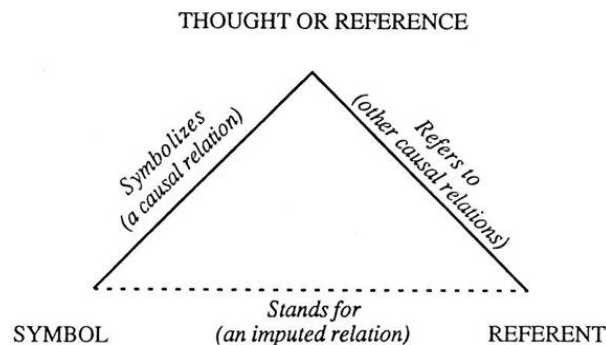 THOUGHT OR REFERENCE
Symbolizes
(a causal relation)
Refers to
(other causal relations)
Stands for
(an imputed relation)
SYMBOL
REFERENT